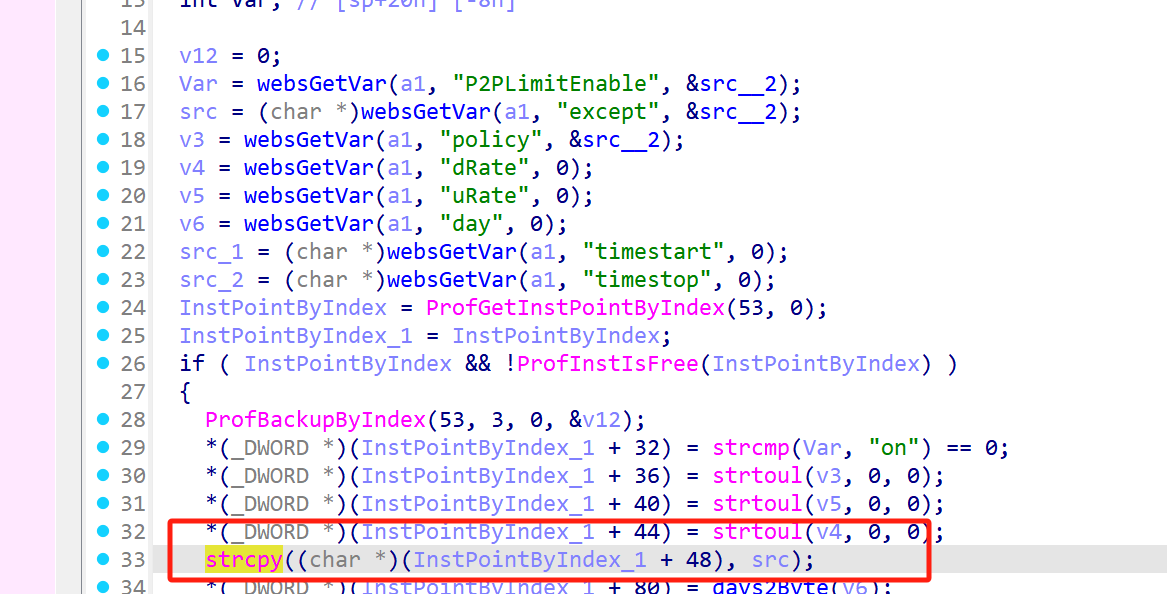 13 int Var; // [sp+20h] [-8h]
14
15 v12 = 0;
16 Var = websGetVar(a1, "P2PLimitEnable", &src__2);
17 src = (char *)websGetVar(a1, "except", &src__2);
18 v3 = websGetVar(a1, "policy", &src__2);
19 v4 = websGetVar(a1, "dRate", 0);
20 v5 = websGetVar(a1, "uRate", 0);
21 v6 = websGetVar(a1, "day", 0);
22 src_1 = (char *)websGetVar(a1, "timestart", 0);
23 src_2 = (char *)websGetVar(a1, "timestop", 0);
24 InstPointByIndex = ProfGetInstPointByIndex(53, 0);
25 InstPointByIndex_1 = InstPointByIndex;
26 if ( InstPointByIndex && !ProfInstIsFree(InstPointByIndex) )
27 {
28 ProfBackupByIndex(53, 3, 0, &v12);
29 *(_DWORD *)(InstPointByIndex_1 + 32) = strcmp(Var, "on") == 0;
30 *(_DWORD *)(InstPointByIndex_1 + 36) = strtoul(v3, 0, 0);
31 *(_DWORD *)(InstPointByIndex_1 + 40) = strtoul(v5, 0, 0);
32 *(_DWORD *)(InstPointByIndex_1 + 44) = strtoul(v4, 0, 0);
33 strcpy((char *)(InstPointByIndex_1 + 48), src);
34 *(_DWORD *)(InstPointByIndex_1 + 80) = days2Byte(v6);